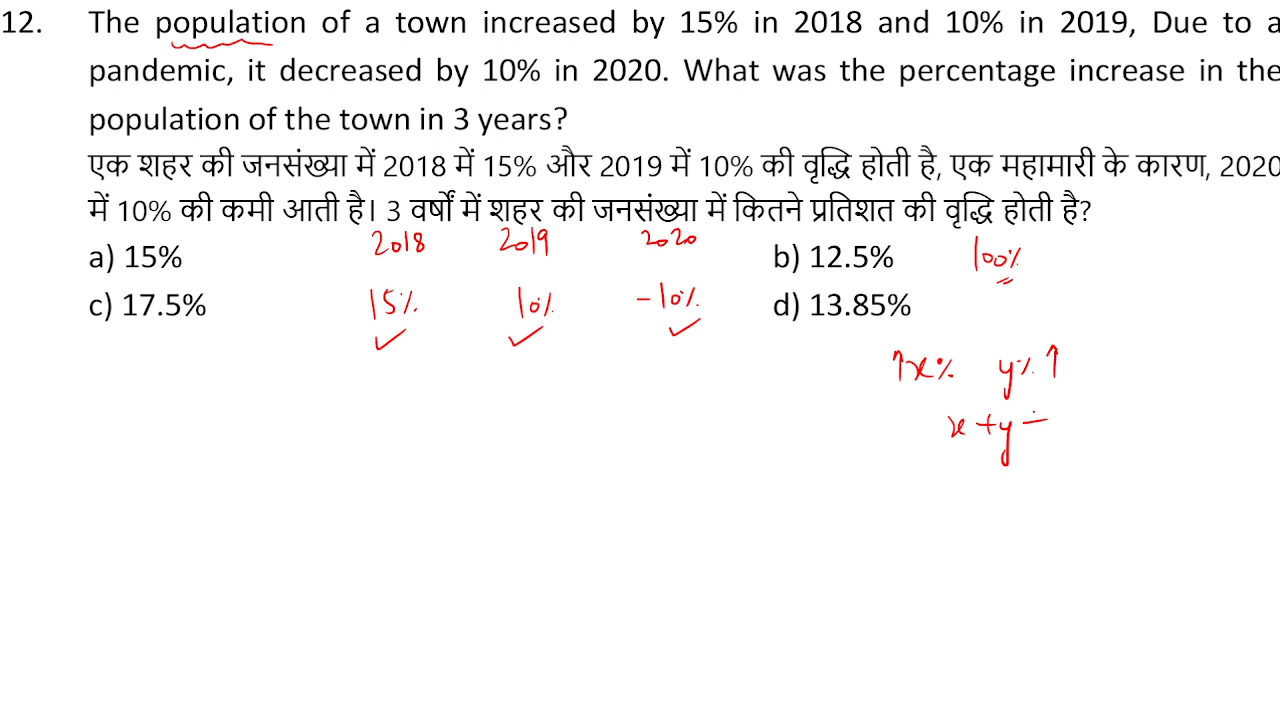 12. The population of a town increased by 15% in 2018 and 10% in 2019, Due to a
pandemic, it decreased by 10% in 2020. What was the percentage increase in the
population of the town in 3 years?
एक शहर की जनसंख्या में 2018 में 15% और 2019 में 10% की वृद्धि होती है, एक महामारी के कारण, 2020
में 10% की कमी आती है। 3 वर्षों में शहर की जनसंख्या में कितने प्रतिशत की वृद्धि होती है?
2018 2019 2020
a) 15% b) 12.5% 100%
c) 17.5% 15% 10% -10% d) 13.85%
↑x% y% ↑
x + y ÷